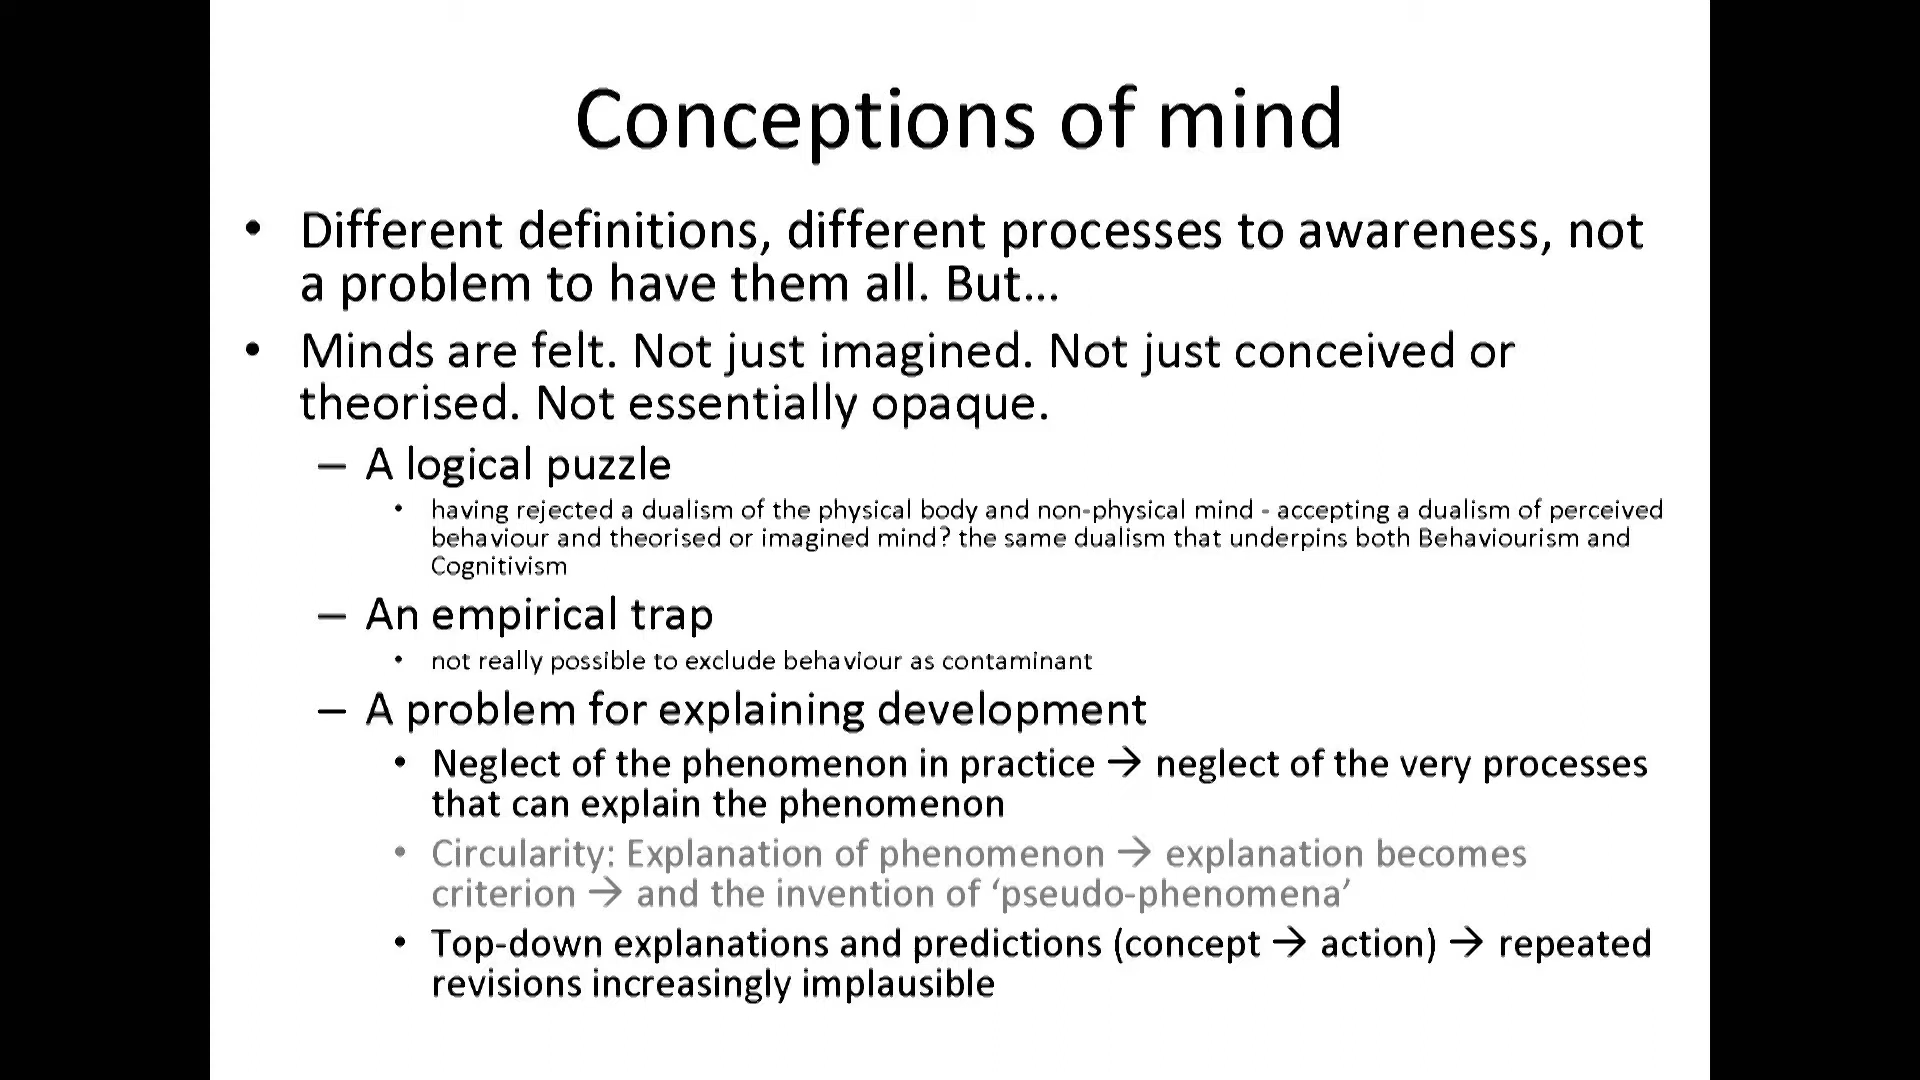 Conceptions of mind
• Different definitions, different processes to awareness, not
a problem to have them all. But…
• Minds are felt. Not just imagined. Not just conceived or
theorised. Not essentially opaque.
– A logical puzzle
• having rejected a dualism of the physical body and non-physical mind - accepting a dualism of perceived
behaviour and theorised or imagined mind? the same dualism that underpins both Behaviourism and
Cognitivism
– An empirical trap
• not really possible to exclude behaviour as contaminant
– A problem for explaining development
• Neglect of the phenomenon in practice → neglect of the very processes
that can explain the phenomenon
• Circularity: Explanation of phenomenon → explanation becomes
criterion → and the invention of ‘pseudo-phenomena’
• Top-down explanations and predictions (concept → action) → repeated
revisions increasingly implausible